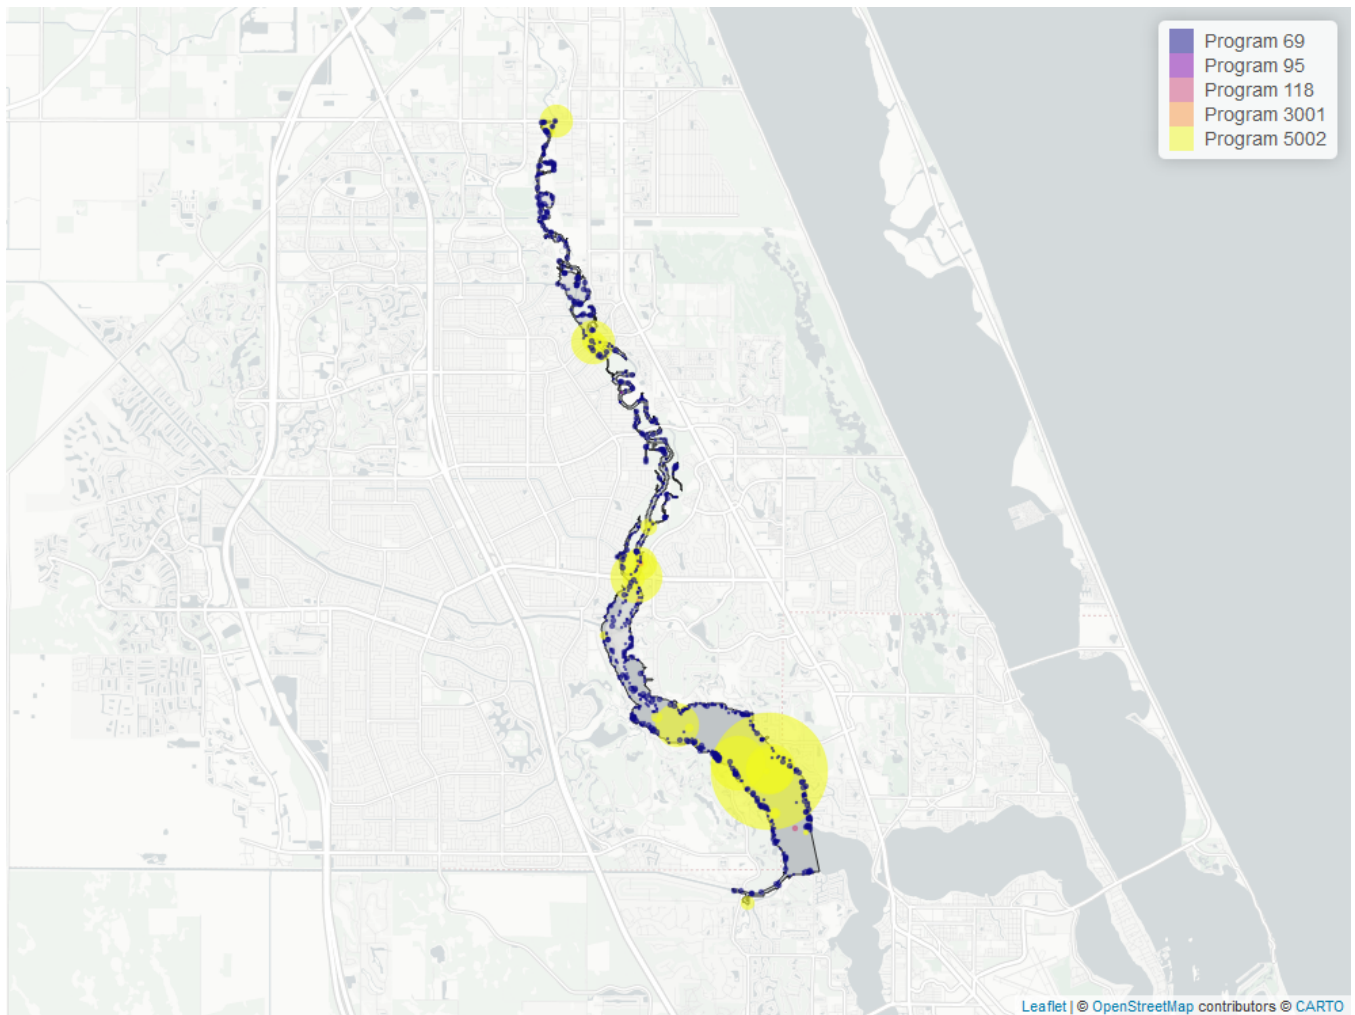 Program 69
Program 95
Program 118
Program 3001
Program 5002
Leaflet | © OpenStreetMap contributors © CARTO